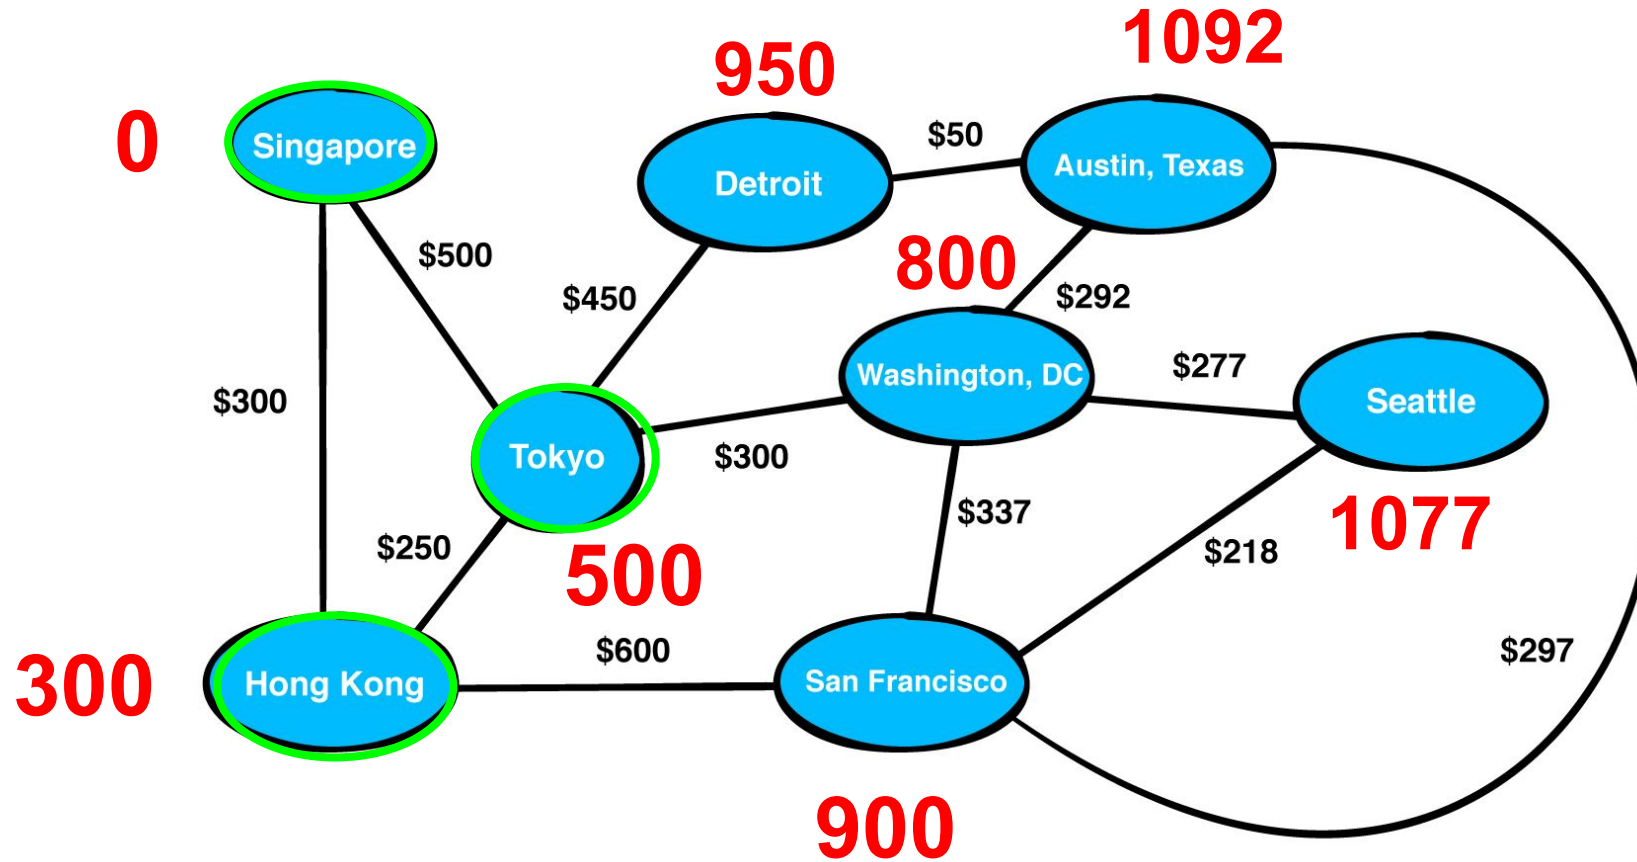 1092
950
0
Singapore
Detroit
$50
Austin, Texas
$500
800
$450
$292
$300
Washington, DC
$277
Seattle
Tokyo
$300
$337
1077
$250
500
$218
Hong Kong
$600
San Francisco
$297
300
900